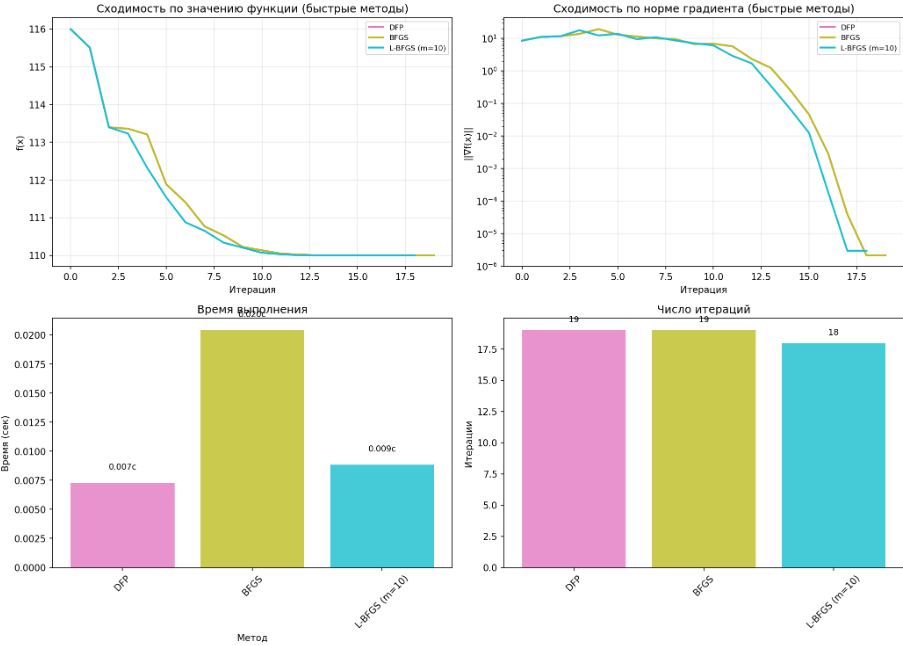 Сходимость по значению функции (быстрые методы)
116
115
114
113
112
111
110
f(x)
DFP
BFGS
L-BFGS (m=10)
0.0
2.5
5.0
7.5
10.0
12.5
15.0
17.5
Итерация
Сходимость по норме градиента (быстрые методы)
10¹
10⁰
10⁻¹
10⁻²
10⁻³
10⁻⁴
10⁻⁵
10⁻⁶
||∇f(x)||
DFP
BFGS
L-BFGS (m=10)
0.0
2.5
5.0
7.5
10.0
12.5
15.0
17.5
Итерация
Время выполнения
0.0200
0.0175
0.0150
0.0125
0.0100
0.0075
0.0050
0.0025
0.0000
Время (сек)
0.007с
0.020с
0.009с
DFP
BFGS
L-BFGS (m=10)
Метод
Число итераций
17.5
15.0
12.5
10.0
7.5
5.0
2.5
0.0
Итерации
19
19
18
DFP
BFGS
L-BFGS (m=10)